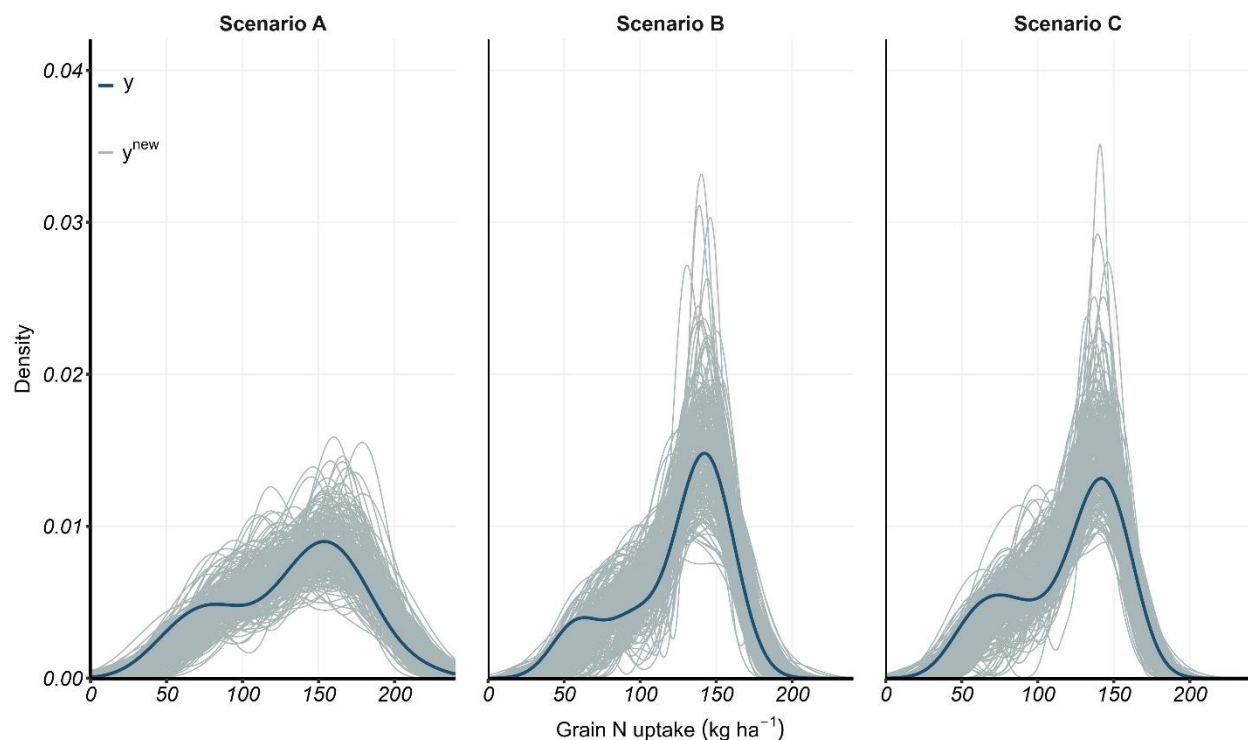 Scenario A
Scenario B
Scenario C
0.04
0.03
0.02
0.01
0.00
Density
y
y^new
0 50 100 150 200
0 50 100 150 200
0 50 100 150 200
Grain N uptake (kg ha⁻¹)